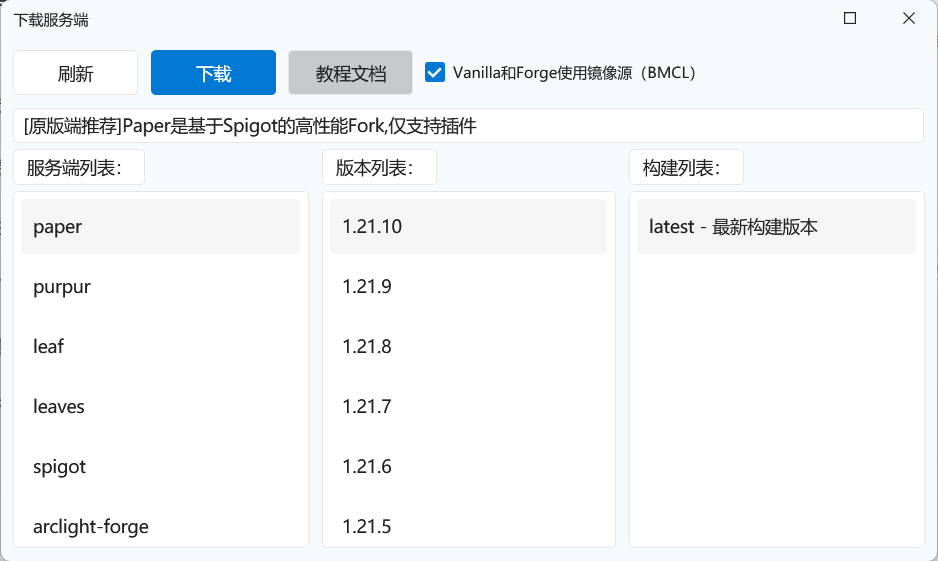 下载服务端
刷新
下载
教程文档
Vanilla和Forge使用镜像源（BMCL）
[原版端推荐]Paper是基于Spigot的高性能Fork,仅支持插件
服务端列表：
版本列表：
构建列表：
paper
1.21.10
latest - 最新构建版本
purpur
1.21.9
leaf
1.21.8
leaves
1.21.7
spigot
1.21.6
arclight-forge
1.21.5